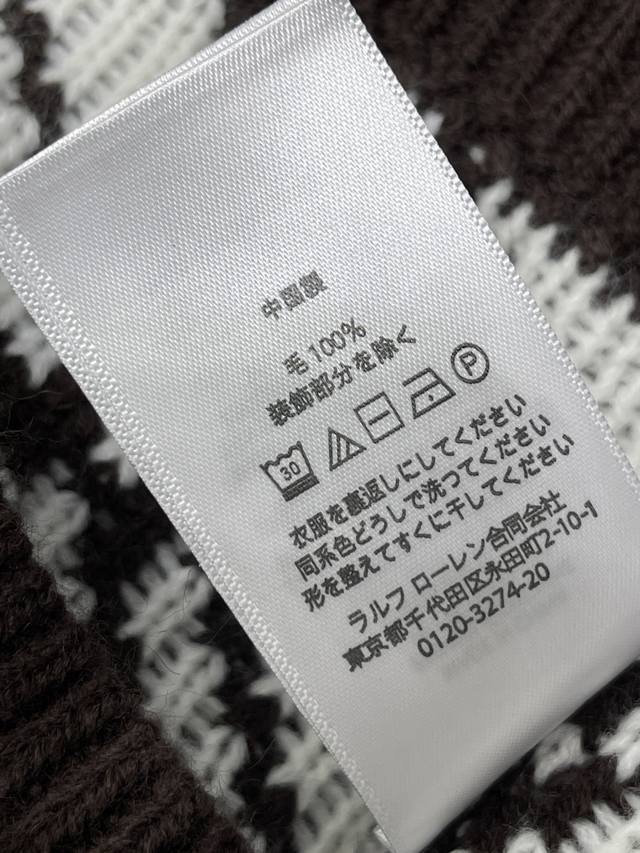 中国製
毛 100%
装飾部分を除く
30 P
衣服を裏返しにしてください
同系色どうしで洗ってください
形を整えてすぐに干してください
ラルフ ローレン合同会社
東京都千代田区永田町2-10-1
0120-3274-20